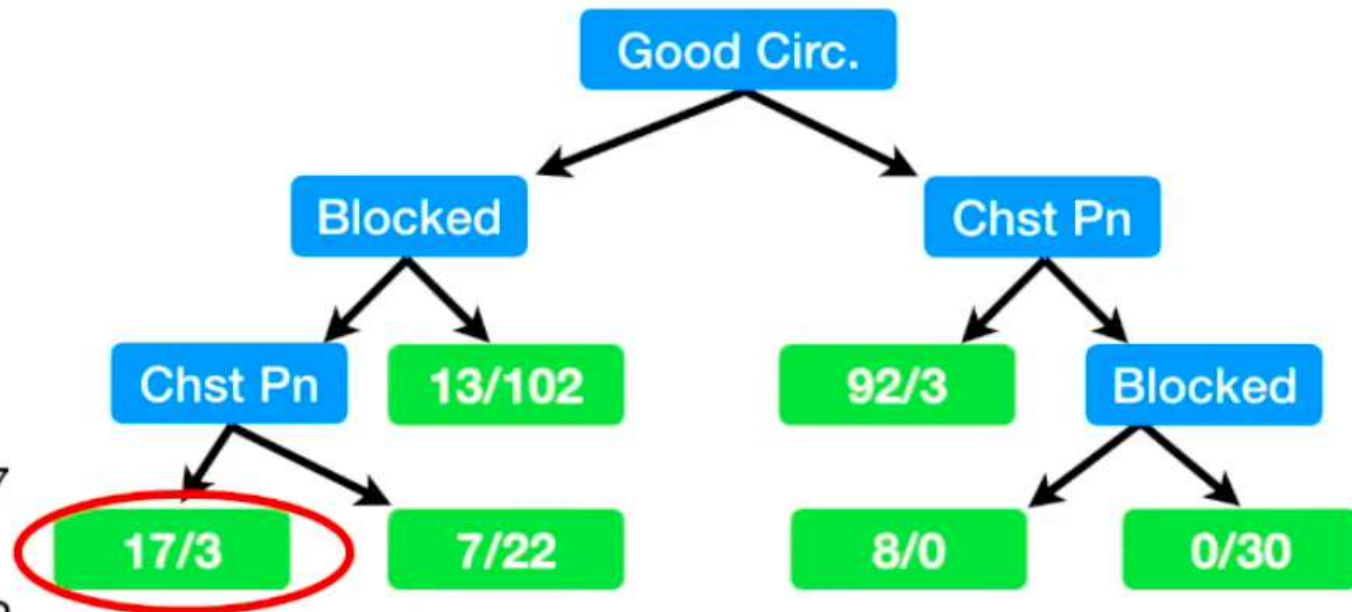 Good Circ.
Blocked
Chst Pn
Chst Pn
13/102
92/3
Blocked
17/3
7/22
8/0
0/30